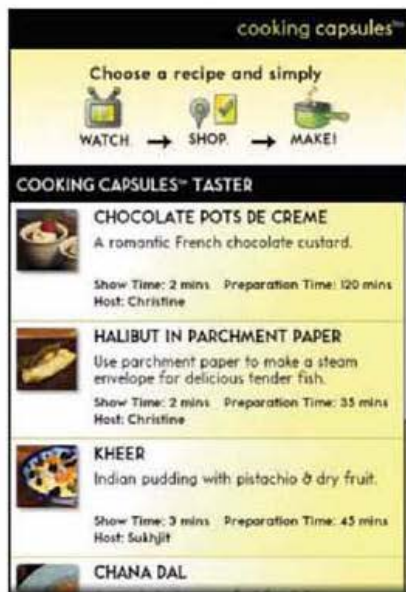 cooking capsules™
Choose a recipe and simply
WATCH → SHOP. → MAKE!
COOKING CAPSULES™ TASTER
CHOCOLATE POTS DE CREME
A romantic French chocolate custard.
Show Time: 2 mins Preparation Time: 120 mins
Host: Christine
HALIBUT IN PARCHMENT PAPER
Use parchment paper to make a steam
envelope for delicious tender fish.
Show Time: 2 mins Preparation Time: 35 mins
Host: Christine
KHEER
Indian pudding with pistachio & dry fruit.
Show Time: 3 mins Preparation Time: 45 mins
Host: Sukhjit
CHANA DAL